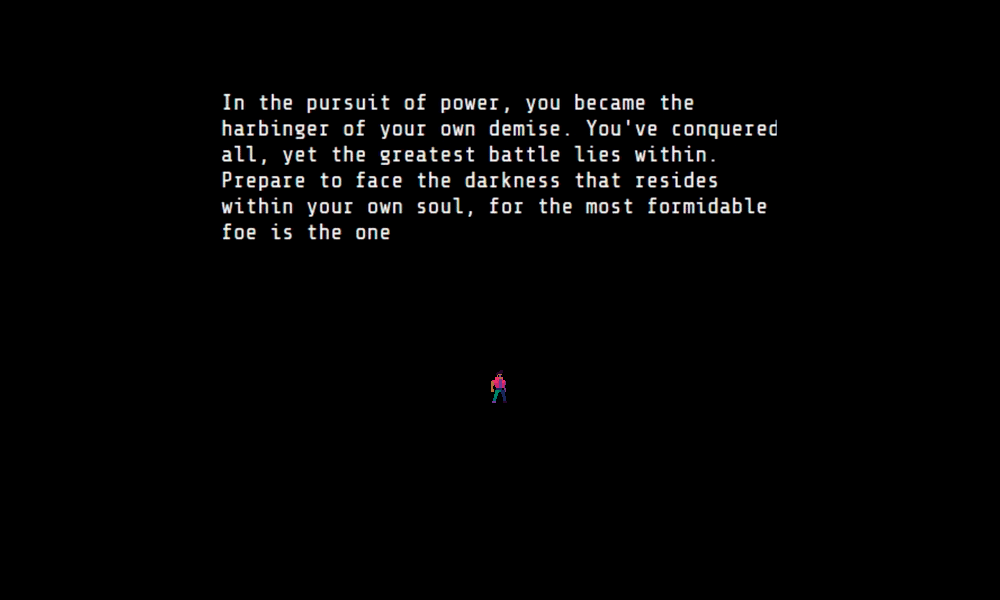 In the pursuit of power, you became the
harbinger of your own demise. You've conquered
all, yet the greatest battle lies within.
Prepare to face the darkness that resides
within your own soul, for the most formidable
foe is the one